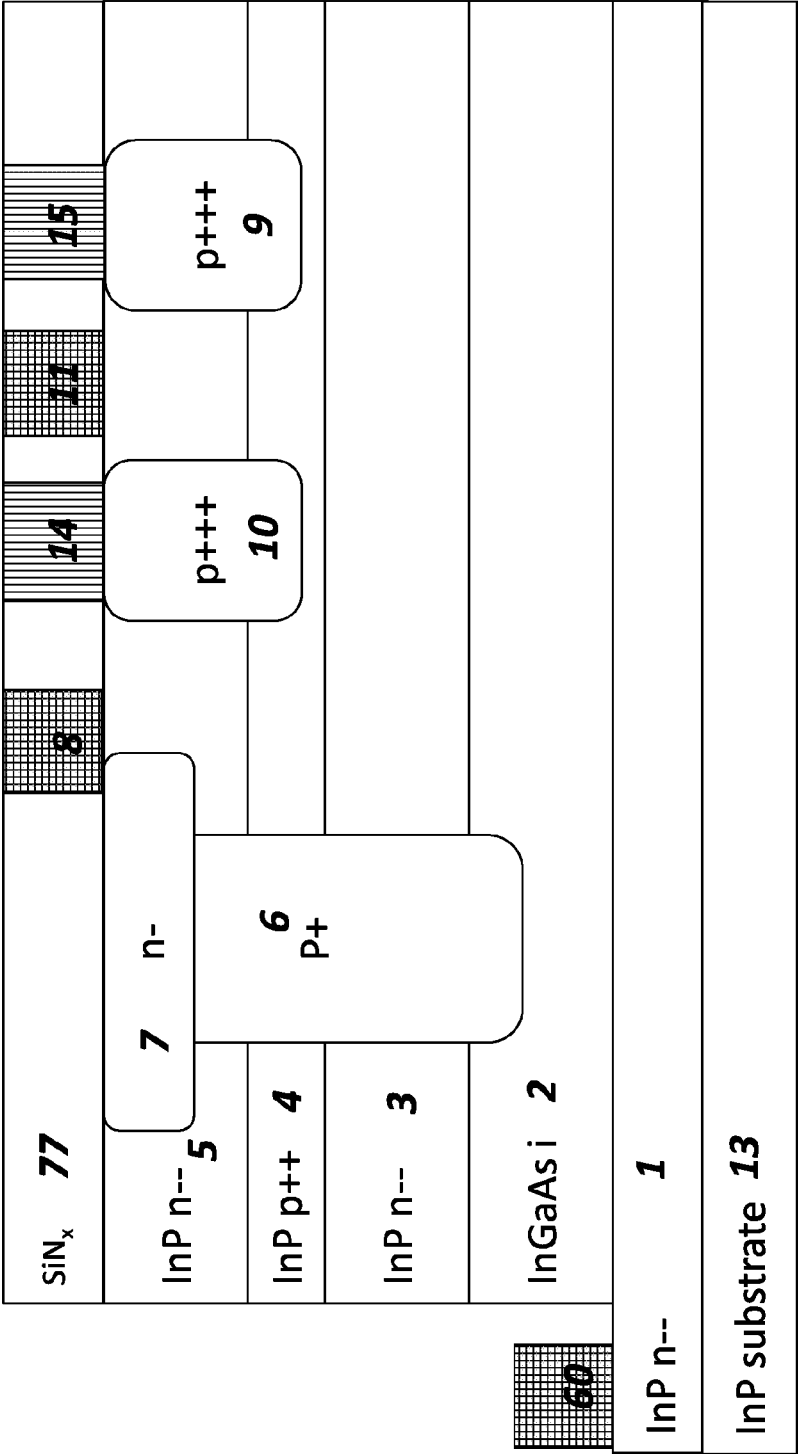 SiNₓ 77 8 14 11 15
7 n-
InP n-- 5 p+++ p+++
InP p++ 4 6 10 9
P+
InP n-- 3
InGaAs i 2
60
InP n-- 1
InP substrate 13